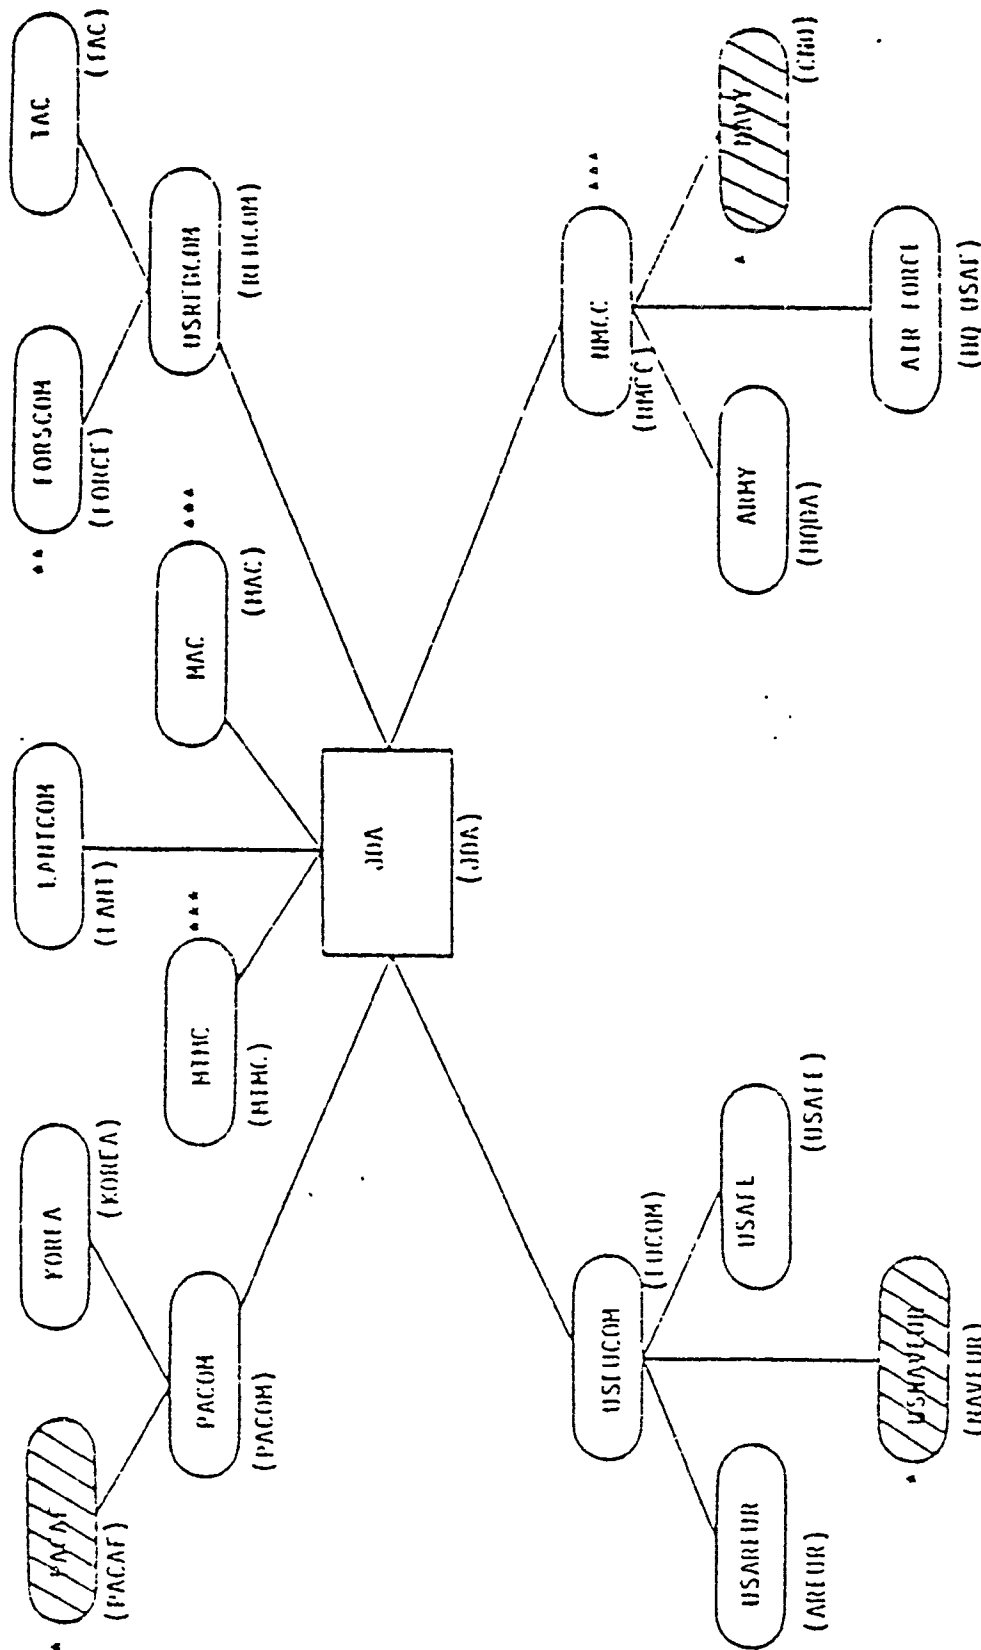 PACAF
(PACAF)
KOREA
(KOREA)
LANTCOM
(LANT)
FORSCOM
(FORCE)
**
TAC
(TAC)
*
PACOM
(PACOM)
MTMC
(MTMC)
***
MAC
(MAC)
***
USREDCOM
(REDCOM)
JDA
(JDA)
USEUCOM
(EUCOM)
NMCC
(NMCC)
***
USAREUR
(AREUR)
USAFE
(USAFE)
ARMY
(HQDA)
NAVY
(CNO)
*
USNAVEUR
(NAVEUR)
*
AIR FORCE
(HQ USAF)